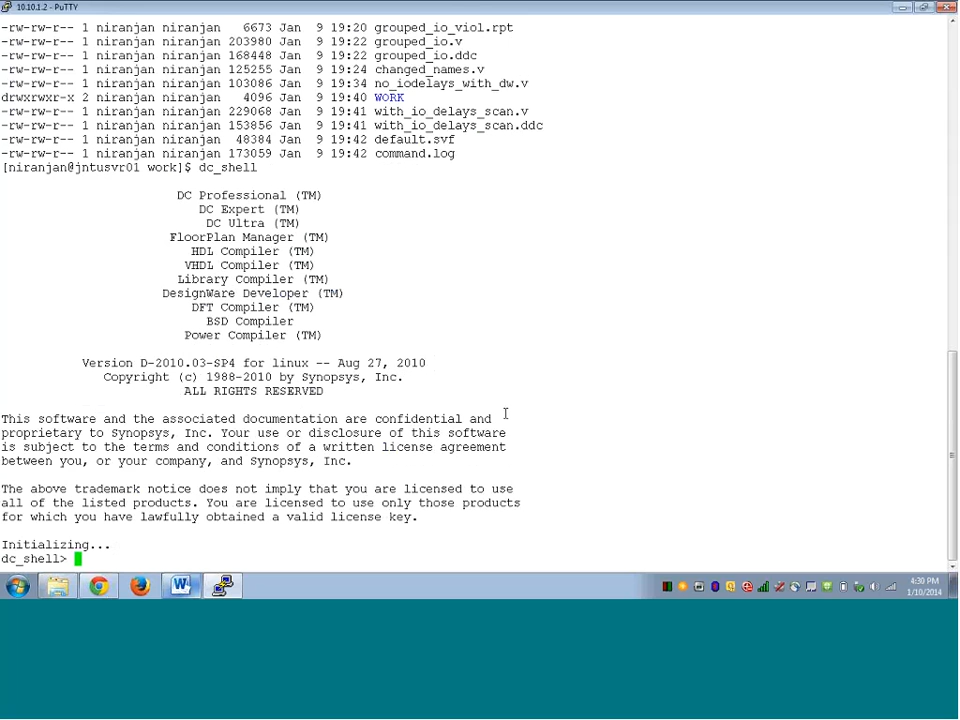 10.10.1.2 - PuTTY
-rw-rw-r-- 1 niranjan niranjan   6673 Jan  9 19:20 grouped_io_viol.rpt
-rw-rw-r-- 1 niranjan niranjan 203980 Jan  9 19:22 grouped_io.v
-rw-rw-r-- 1 niranjan niranjan 168448 Jan  9 19:22 grouped_io.ddc
-rw-rw-r-- 1 niranjan niranjan 125255 Jan  9 19:24 changed_names.v
-rw-rw-r-- 1 niranjan niranjan 103086 Jan  9 19:34 no_iodelays_with_dw.v
drwxrwxr-x 2 niranjan niranjan   4096 Jan  9 19:40 WORK
-rw-rw-r-- 1 niranjan niranjan 229068 Jan  9 19:41 with_io_delays_scan.v
-rw-rw-r-- 1 niranjan niranjan 153856 Jan  9 19:41 with_io_delays_scan.ddc
-rw-rw-r-- 1 niranjan niranjan  48384 Jan  9 19:42 default.svf
-rw-rw-r-- 1 niranjan niranjan 173059 Jan  9 19:42 command.log
[niranjan@jntusvr01 work]$ dc_shell
DC Professional (TM)
DC Expert (TM)
DC Ultra (TM)
FloorPlan Manager (TM)
HDL Compiler (TM)
VHDL Compiler (TM)
Library Compiler (TM)
DesignWare Developer (TM)
DFT Compiler (TM)
BSD Compiler
Power Compiler (TM)
Version D-2010.03-SP4 for linux -- Aug 27, 2010
Copyright (c) 1988-2010 by Synopsys, Inc.
ALL RIGHTS RESERVED
This software and the associated documentation are confidential and
proprietary to Synopsys, Inc. Your use or disclosure of this software
is subject to the terms and conditions of a written license agreement
between you, or your company, and Synopsys, Inc.
The above trademark notice does not imply that you are licensed to use
all of the listed products. You are licensed to use only those products
for which you have lawfully obtained a valid license key.
Initializing...
dc_shell>
4:30 PM
1/10/2014